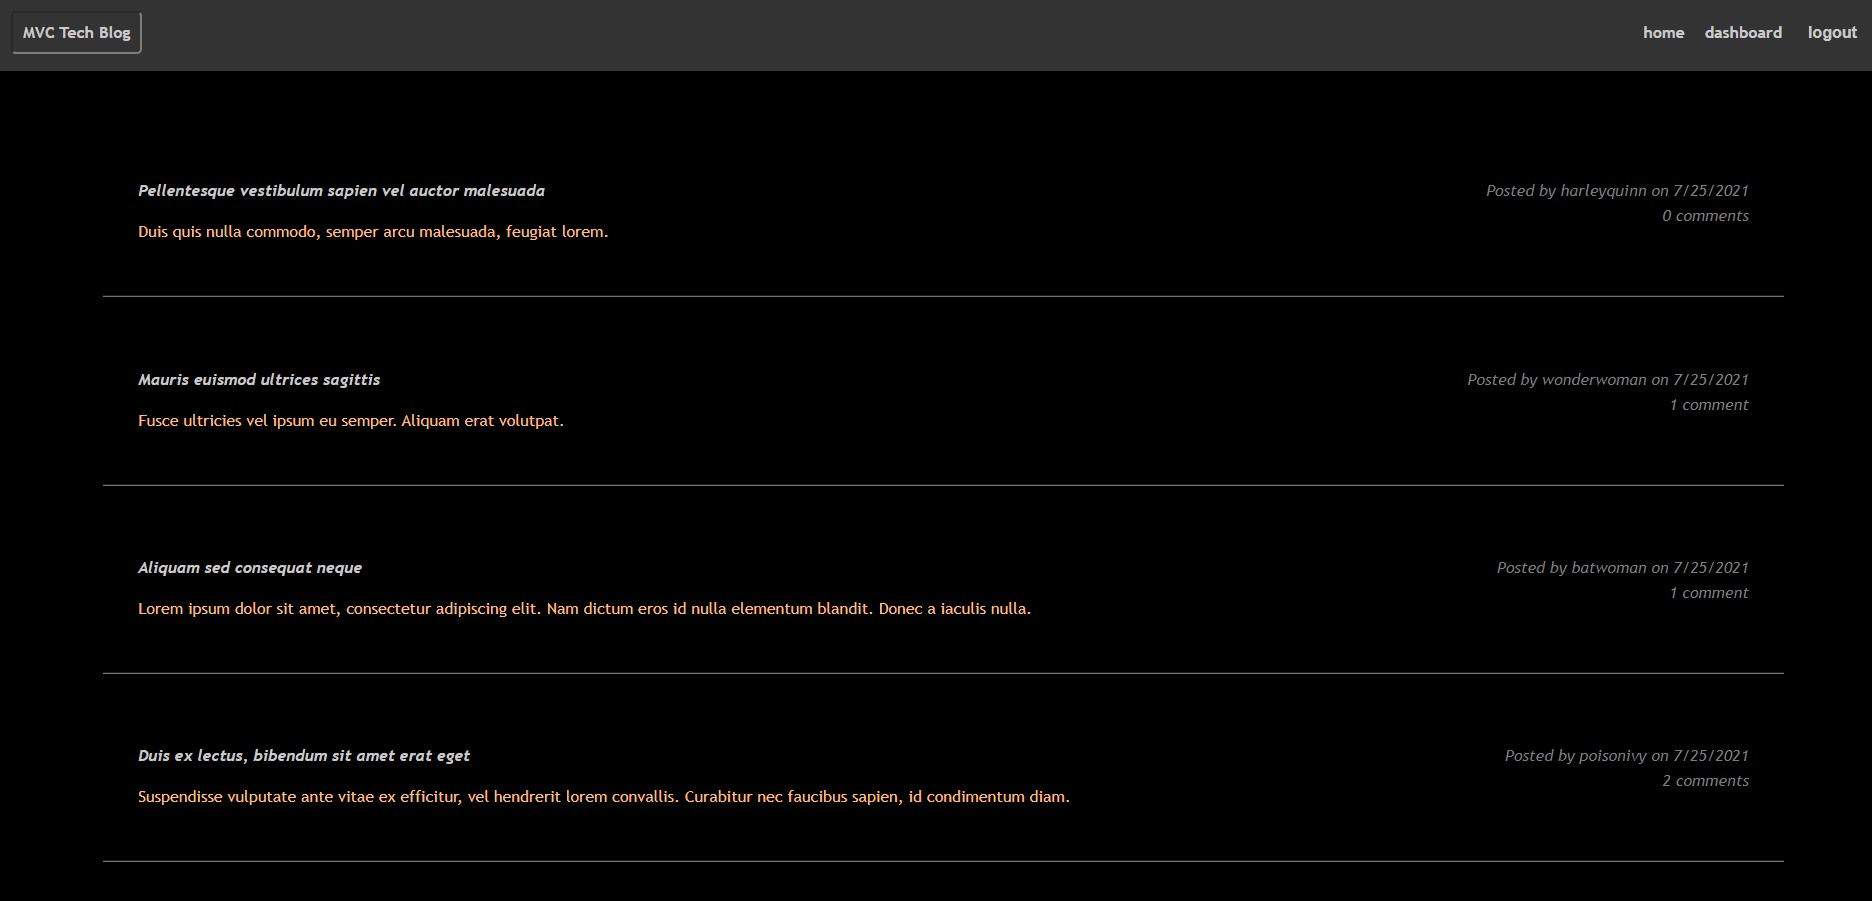 MVC Tech Blog
home dashboard logout
Pellentesque vestibulum sapien vel auctor malesuada
Posted by harleyquinn on 7/25/2021
0 comments
Duis quis nulla commodo, semper arcu malesuada, feugiat lorem.
Mauris euismod ultrices sagittis
Posted by wonderwoman on 7/25/2021
1 comment
Fusce ultricies vel ipsum eu semper. Aliquam erat volutpat.
Aliquam sed consequat neque
Posted by batwoman on 7/25/2021
1 comment
Lorem ipsum dolor sit amet, consectetur adipiscing elit. Nam dictum eros id nulla elementum blandit. Donec a iaculis nulla.
Duis ex lectus, bibendum sit amet erat eget
Posted by poisonivy on 7/25/2021
2 comments
Suspendisse vulputate ante vitae ex efficitur, vel hendrerit lorem convallis. Curabitur nec faucibus sapien, id condimentum diam.